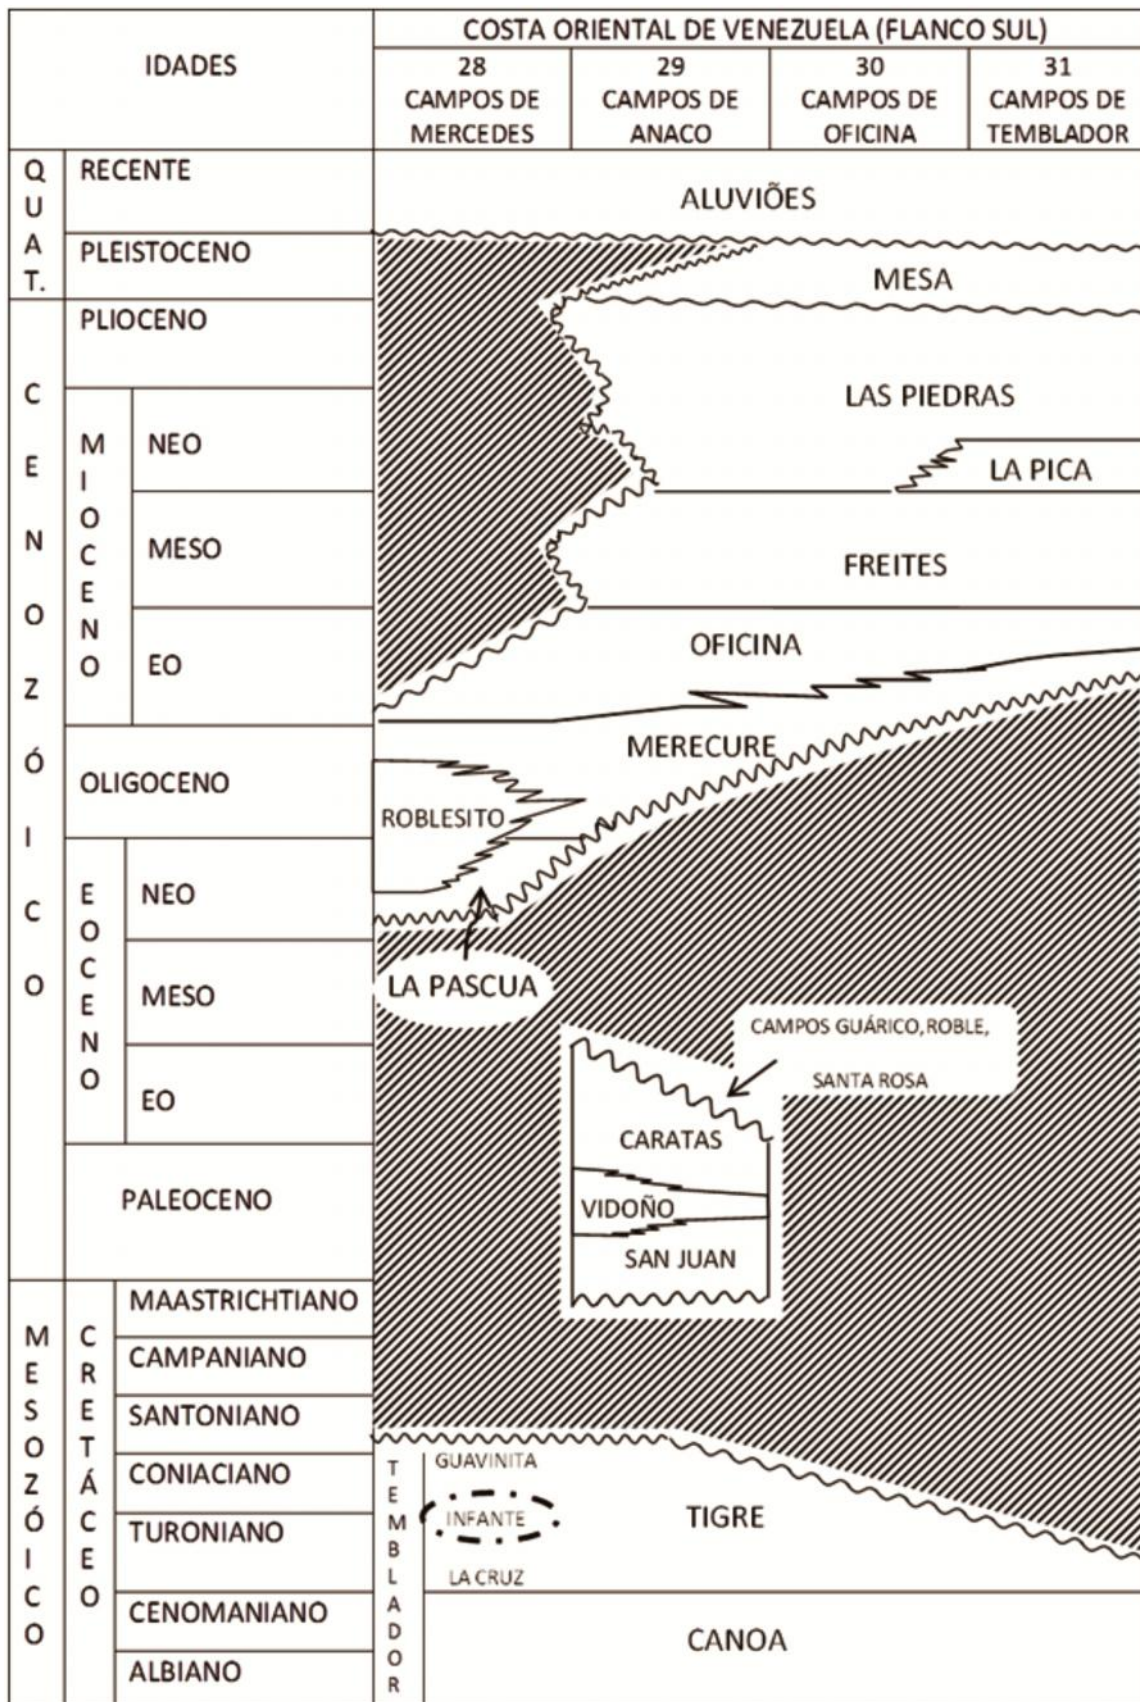 IDADES
COSTA ORIENTAL DE VENEZUELA (FLANCO SUL)
28
CAMPOS DE
MERCEDES
29
CAMPOS DE
ANACO
30
CAMPOS DE
OFICINA
31
CAMPOS DE
TEMBLADOR
QUAT.
RECENTE
PLEISTOCENO
CENOZÓICO
PLIOCENO
MIOCENO
NEO
MESO
EO
OLIGOCENO
EOCENO
NEO
MESO
EO
PALEOCENO
MESOZÓICO
CRETÁCEO
MAASTRICHTIANO
CAMPANIANO
SANTONIANO
CONIACIANO
TURONIANO
CENOMANIANO
ALBIANO
ALUVIÕES
MESA
LAS PIEDRAS
LA PICA
FREITES
OFICINA
MERECURE
ROBLESITO
LA PASCUA
CAMPOS GUÁRICO, ROBLE,
SANTA ROSA
CARATAS
VIDOÑO
SAN JUAN
TEMBLADOR
GUAVINITA
INFANTE
LA CRUZ
TIGRE
CANOA